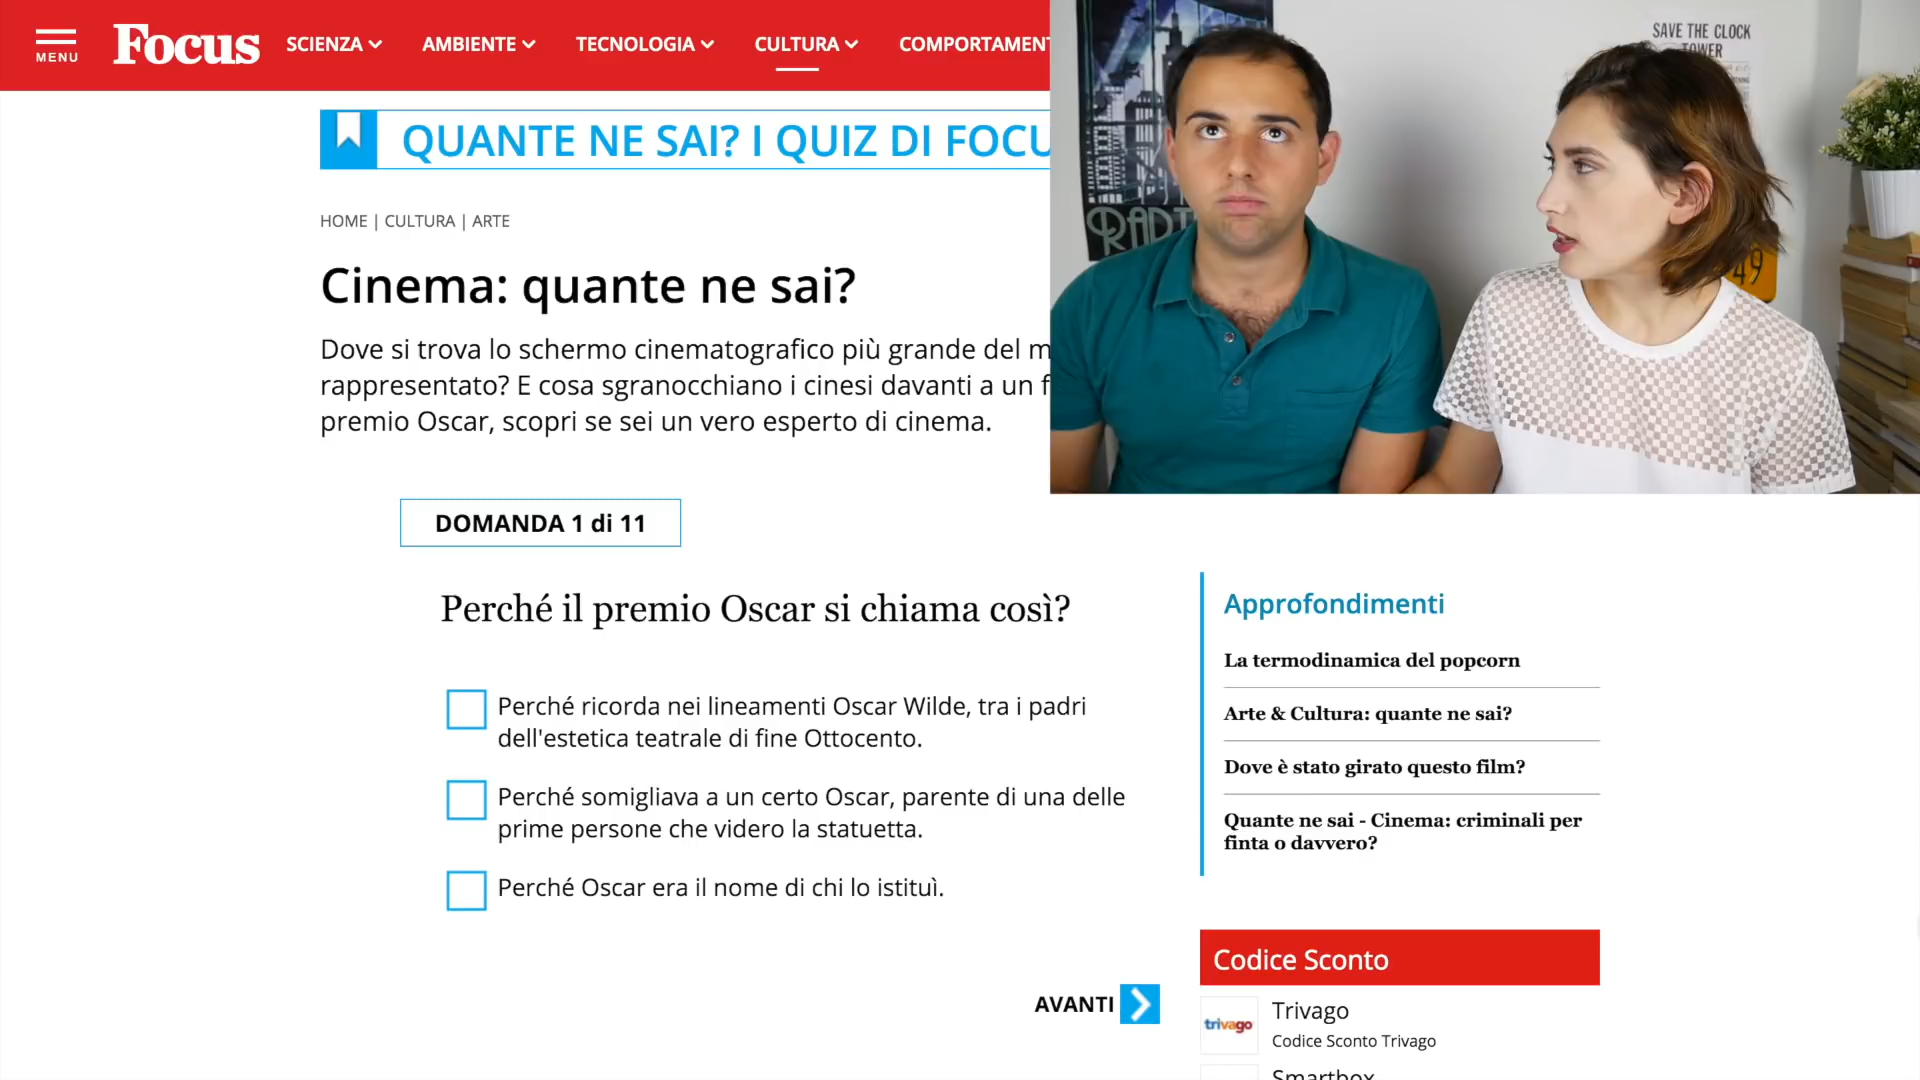 MENU
Focus
SCIENZA
AMBIENTE
TECNOLOGIA
CULTURA
COMPORTAMENT
QUANTE NE SAI? I QUIZ DI FOCU
HOME | CULTURA | ARTE
Cinema: quante ne sai?
Dove si trova lo schermo cinematografico più grande del m
rappresentato? E cosa sgranocchiano i cinesi davanti a un f
premio Oscar, scopri se sei un vero esperto di cinema.
SAVE THE CLOCK
TOWER
RADI
49
DOMANDA 1 di 11
Perché il premio Oscar si chiama così?
Perché ricorda nei lineamenti Oscar Wilde, tra i padri
dell'estetica teatrale di fine Ottocento.
Perché somigliava a un certo Oscar, parente di una delle
prime persone che videro la statuetta.
Perché Oscar era il nome di chi lo istituì.
AVANTI
Approfondimenti
La termodinamica del popcorn
Arte & Cultura: quante ne sai?
Dove è stato girato questo film?
Quante ne sai - Cinema: criminali per
finta o davvero?
Codice Sconto
trivago
Trivago
Codice Sconto Trivago
Smartbox